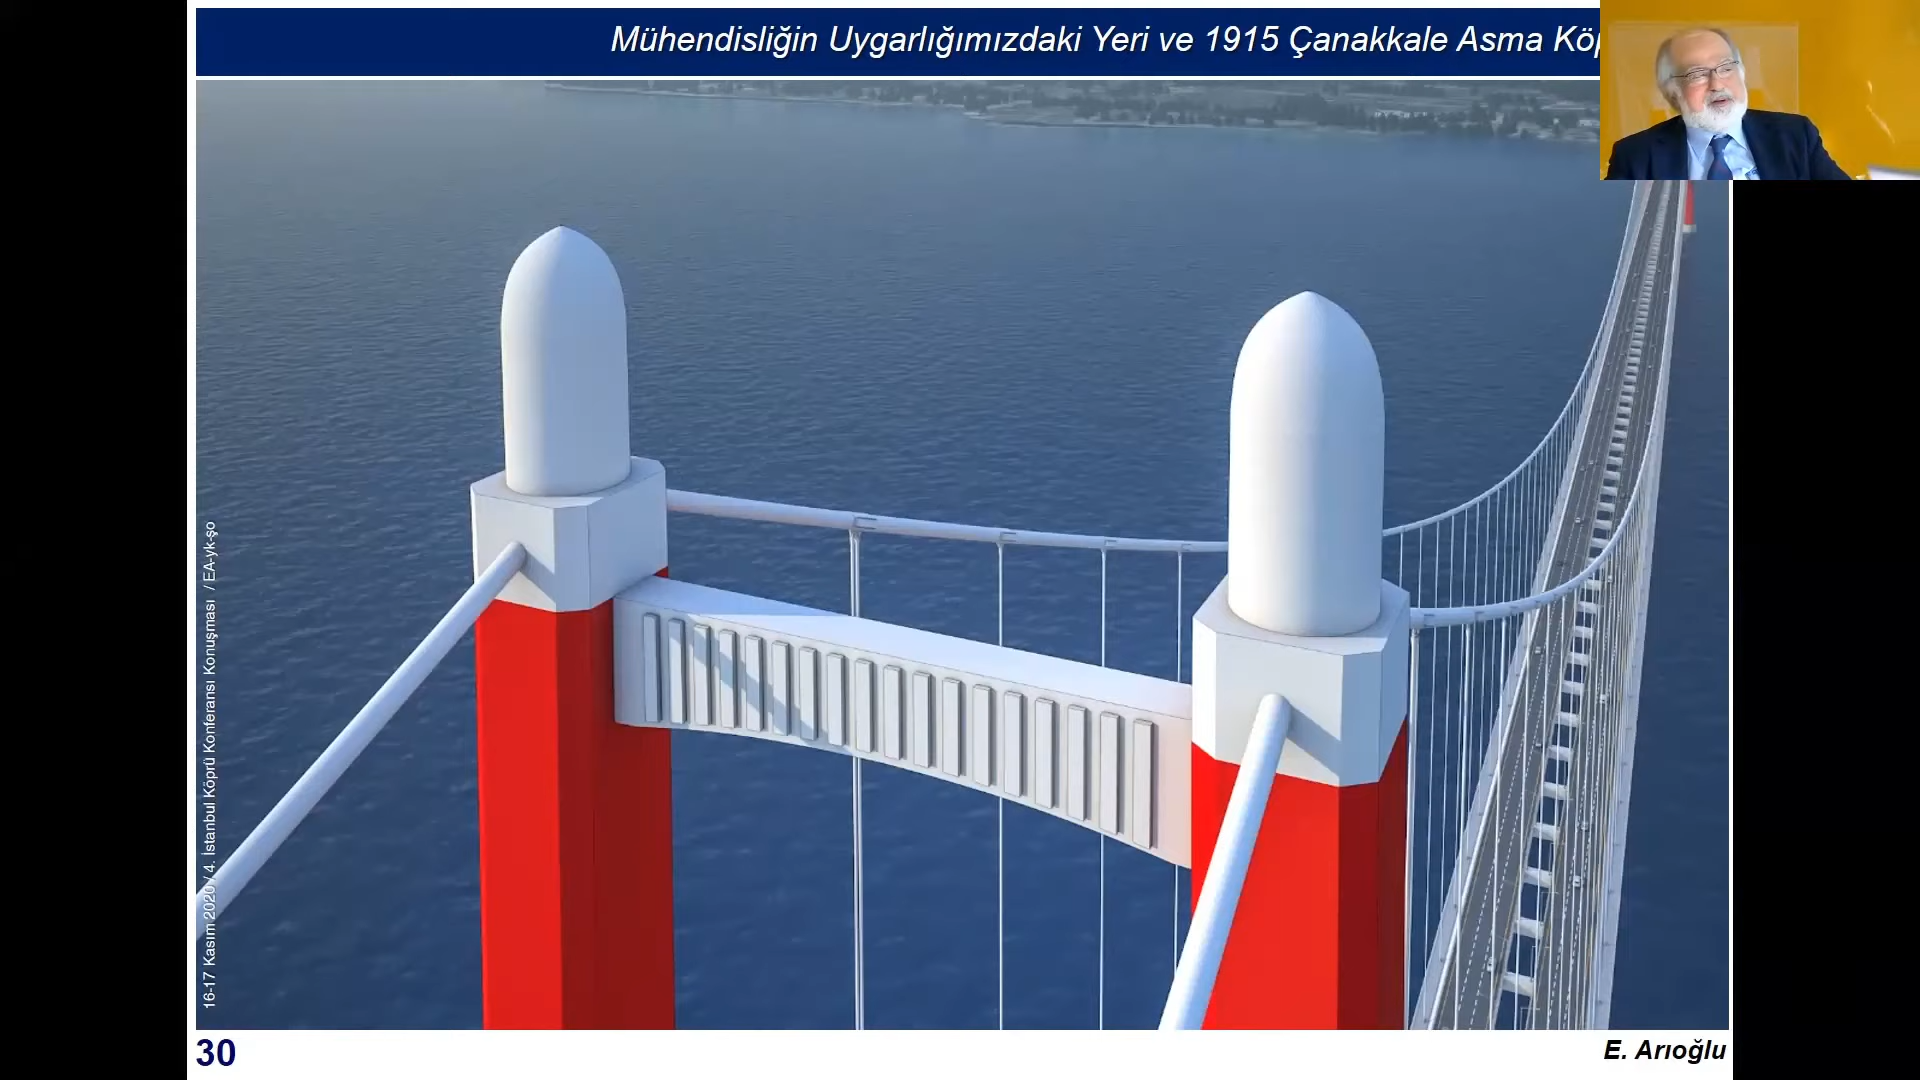 Mühendisliğin Uygarlığımızdaki Yeri ve 1915 Çanakkale Asma
16-17 Kasım 2020 / 4. İstanbul Köprü Konferansı Konuşması / EA-yk-şo
30
E. Arıoğlu